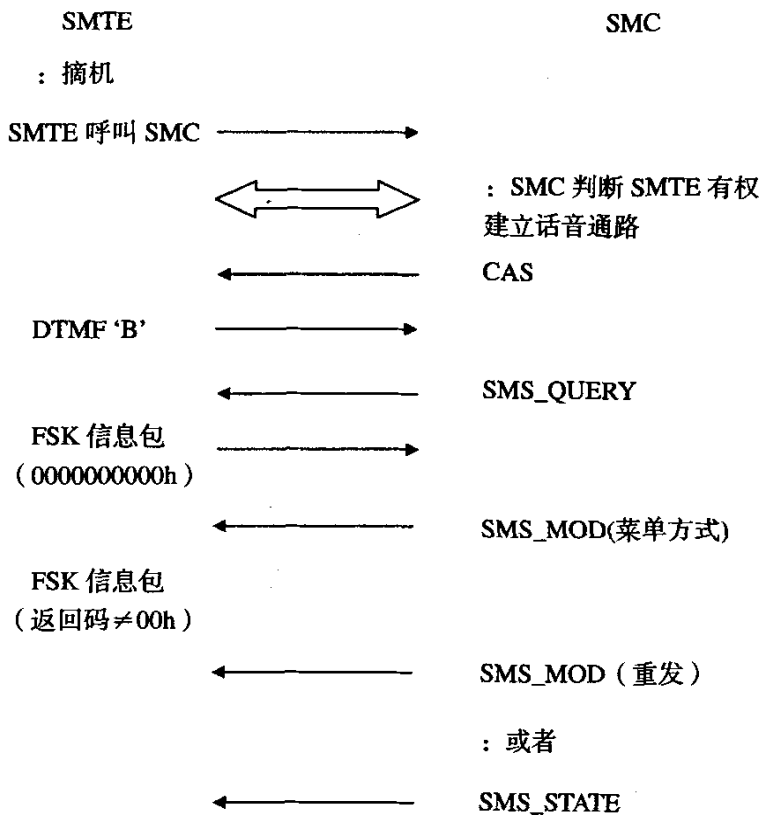 SMTE SMC
：摘机
SMTE 呼叫 SMC
：SMC 判断 SMTE 有权
建立话音通路
CAS
DTMF ‘B’
SMS_QUERY
FSK 信息包
（0000000000h）
SMS_MOD(菜单方式)
FSK 信息包
（返回码≠00h）
SMS_MOD（重发）
：或者
SMS_STATE